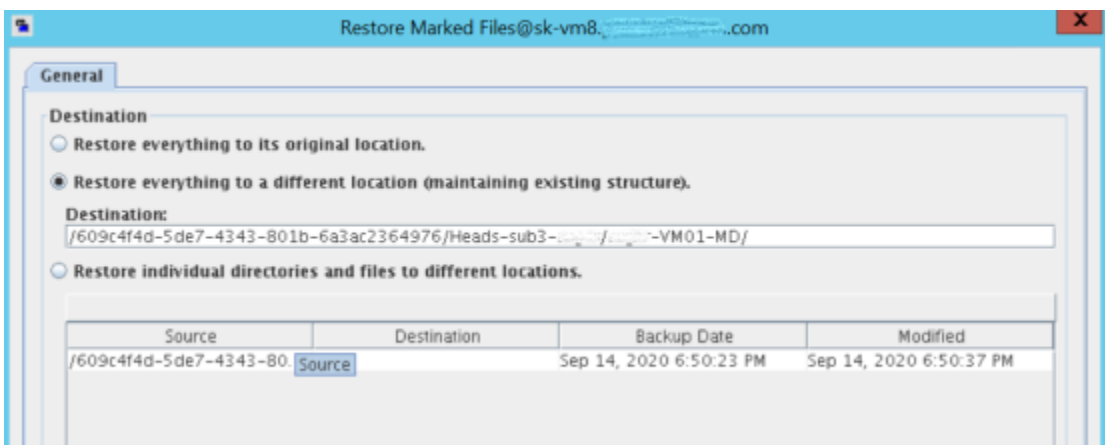 Restore Marked Files@sk-vm8. .com
X
General
Destination
Restore everything to its original location.
Restore everything to a different location (maintaining existing structure).
Destination:
/609c4f4d-5de7-4343-801b-6a3ac2364976/Heads-sub3- / -VM01-MD/
Restore individual directories and files to different locations.
Source Destination Backup Date Modified
/609c4f4d-5de7-4343-80. Source Sep 14, 2020 6:50:23 PM Sep 14, 2020 6:50:37 PM